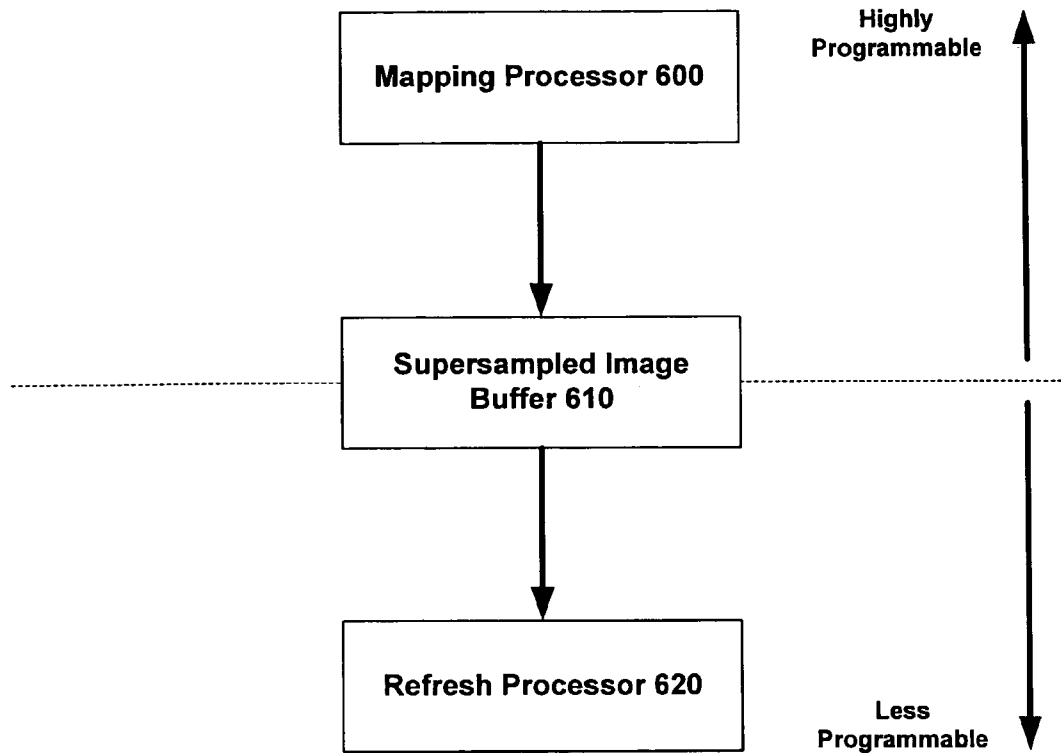 Highly
Programmable
Mapping Processor 600
Supersampled Image
Buffer 610
Refresh Processor 620
Less
Programmable